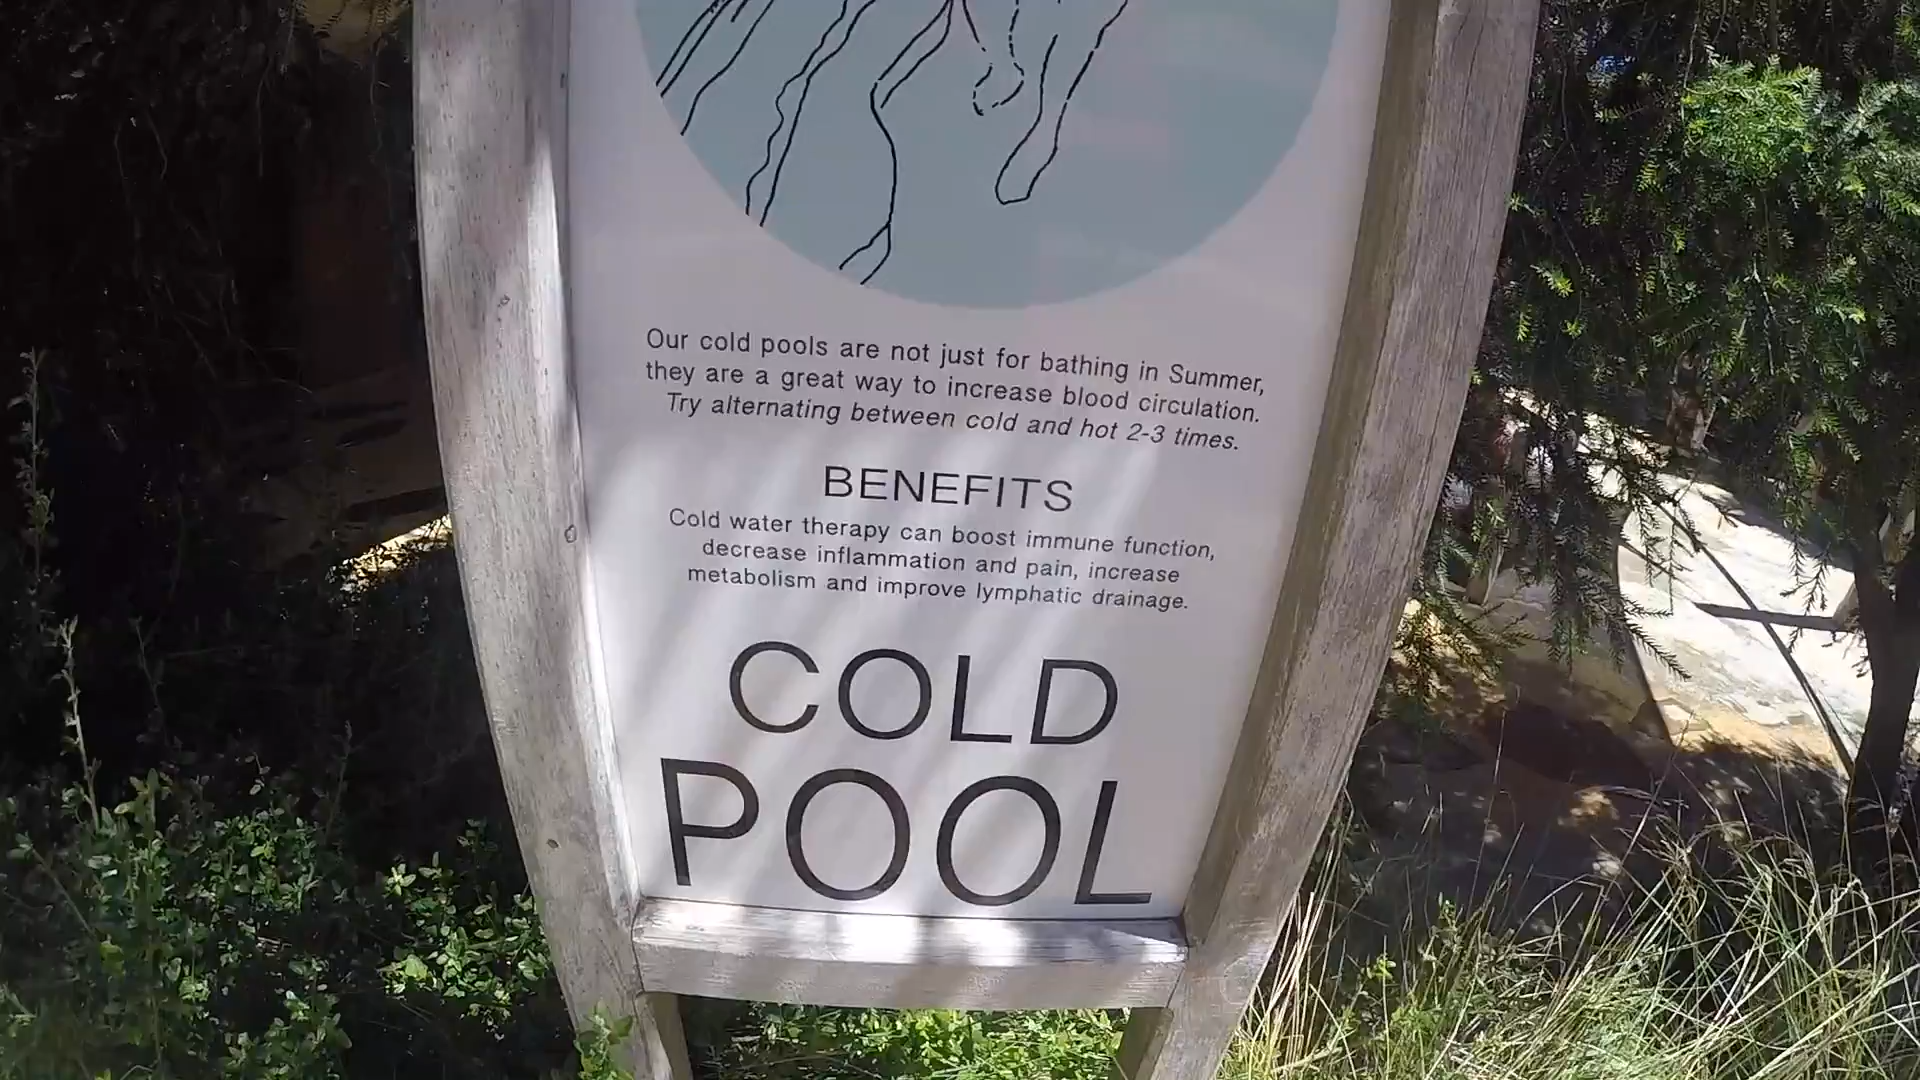 Our cold pools are not just for bathing in Summer,
they are a great way to increase blood circulation.
Try alternating between cold and hot 2-3 times.
BENEFITS
Cold water therapy can boost immune function,
decrease inflammation and pain, increase
metabolism and improve lymphatic drainage.
COLD
POOL